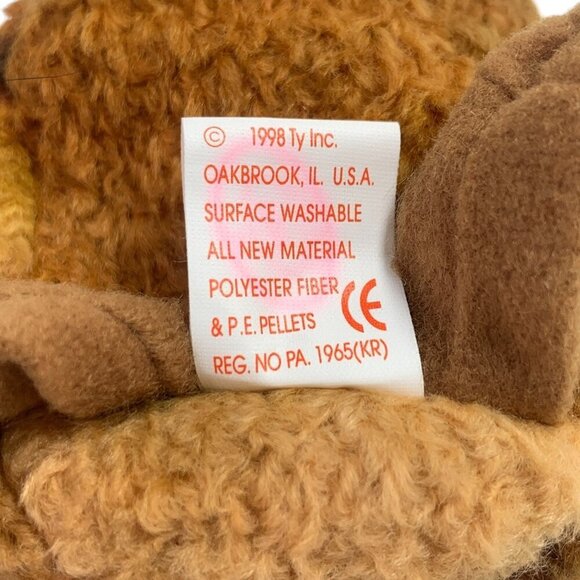 © 1998 Ty Inc.
OAKBROOK, IL. U.S.A.
SURFACE WASHABLE
ALL NEW MATERIAL
POLYESTER FIBER
& P.E. PELLETS CE
REG. NO PA. 1965(KR)